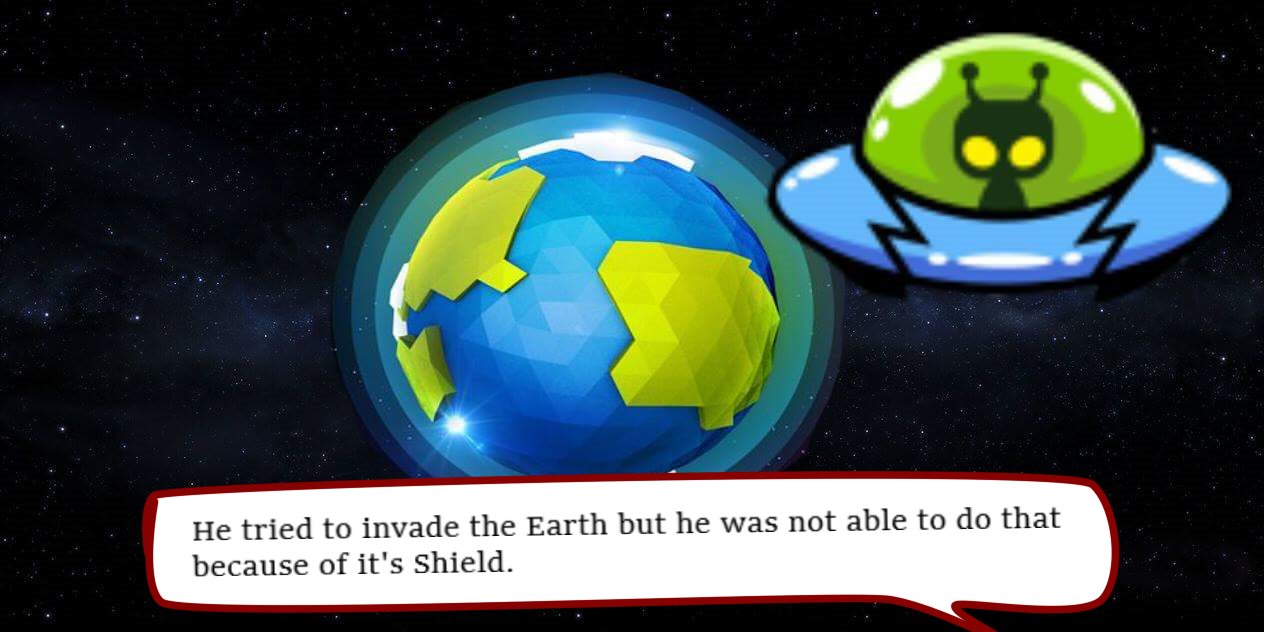 He tried to invade the Earth but he was not able to do that
because of it's Shield.